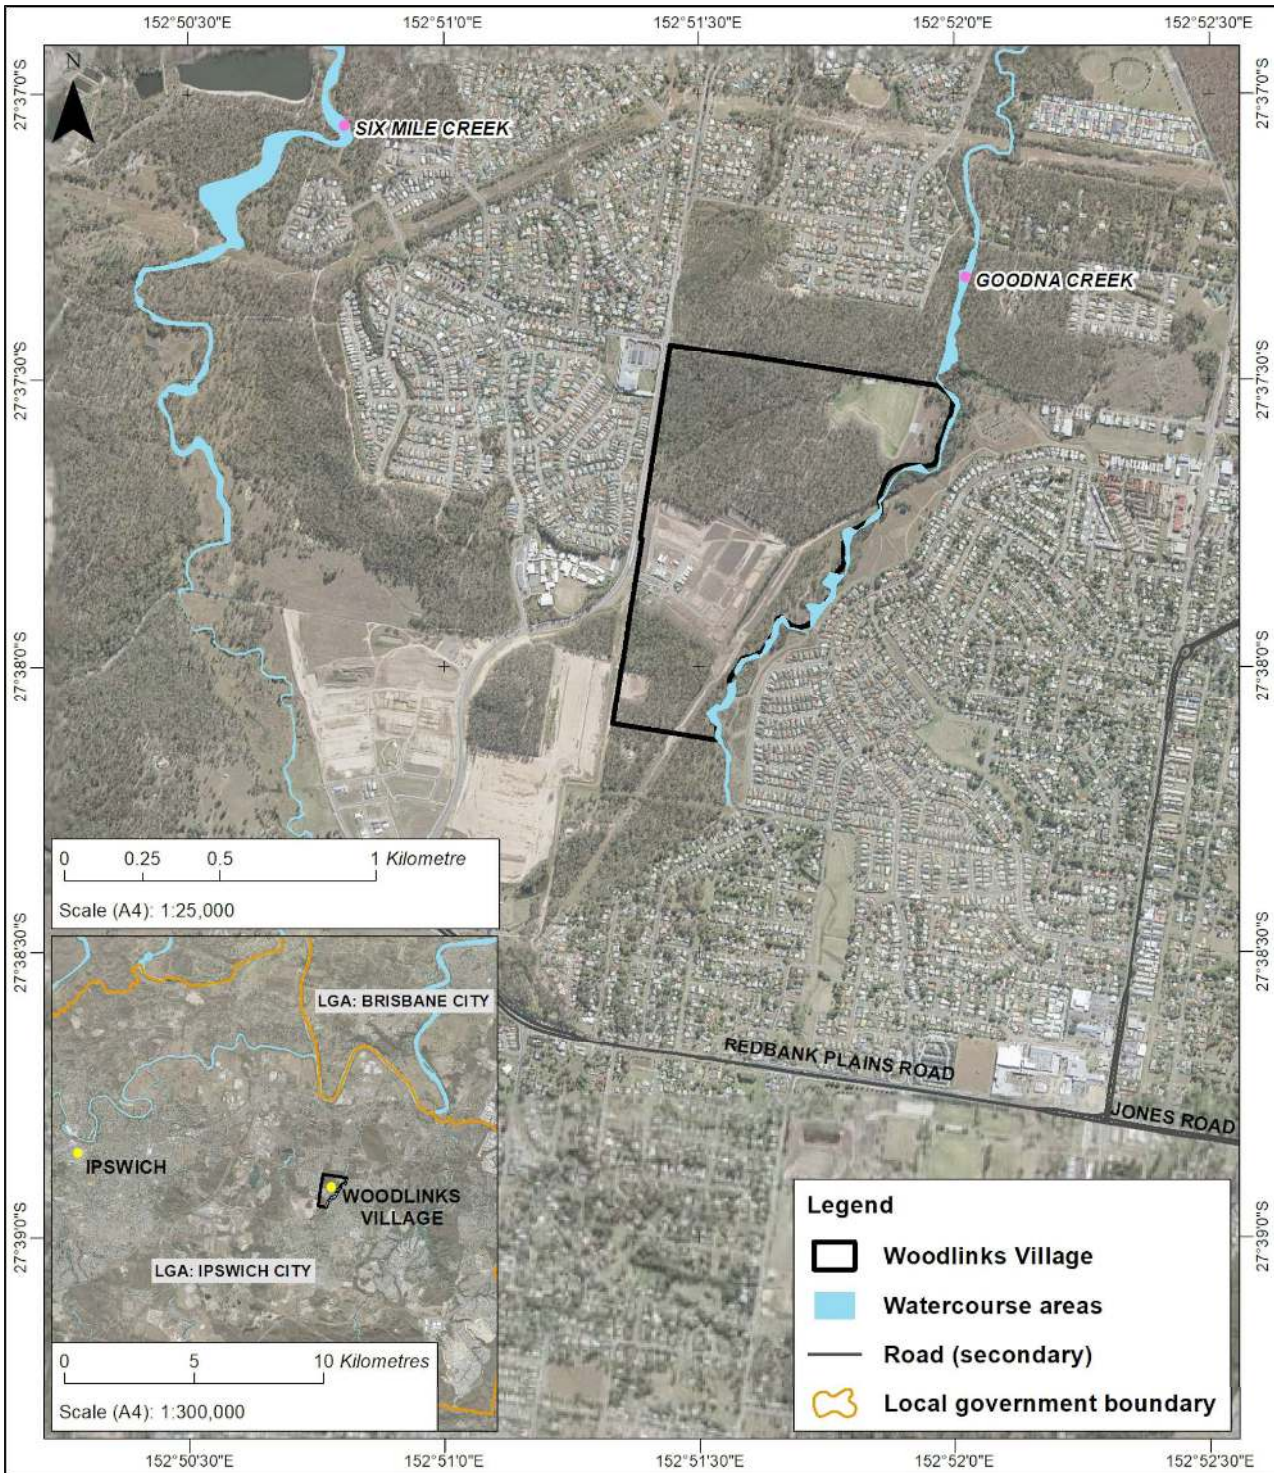 152°50'30"E 152°51'0"E 152°51'30"E 152°52'0"E 152°52'30"E
N
27°37'0"S
27°37'0"S
SIX MILE CREEK
GOODNA CREEK
27°37'30"S
27°37'30"S
27°38'0"S
27°38'0"S
0 0.25 0.5 1 Kilometre
Scale (A4): 1:25,000
27°38'30"S
27°38'30"S
LGA: BRISBANE CITY
REDBANK PLAINS ROAD
JONES ROAD
IPSWICH
WOODLINKS
VILLAGE
LGA: IPSWICH CITY
27°39'0"S
27°39'0"S
0 5 10 Kilometres
Scale (A4): 1:300,000
Legend
Woodlinks Village
Watercourse areas
Road (secondary)
Local government boundary
152°50'30"E 152°51'0"E 152°51'30"E 152°52'0"E 152°52'30"E